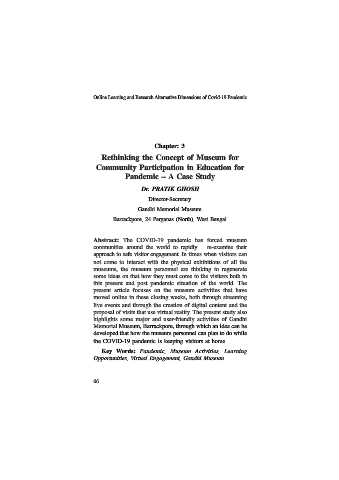 Online Learning and Research Alternative Dimensions of Covid-19 Pandemic
Chapter: 3
Rethinking the Concept of Museum for
Community Participation in Education for
Pandemic – A Case Study
Dr. PRATIK GHOSH
Director-Secretary
Gandhi Memorial Museum
Barrackpore, 24 Parganas (North), West Bengal
Abstract: The COVID-19 pandemic has forced museum
communities around the world to rapidly re-examine their
approach to safe visitor engagement. In times when visitors can
not come to interact with the physical exhibitions of all the
museums, the museum personnel are thinking to regenerate
some ideas on that how they must come to the visitors both in
this present and post pandemic situation of the world. The
present article focuses on the museum activities that have
moved online in these closing weeks, both through streaming
live events and through the creation of digital content and the
proposal of visits that use virtual reality. The present study also
highlights some major and user-friendly activities of Gandhi
Memorial Museum, Barrackpore, through which an idea can be
developed that how the museum personnel can plan to do while
the COVID-19 pandemic is keeping visitors at home
Key Words: Pandemic, Museum Activities, Learning
Opportunities, Virtual Engagement, Gandhi Museum
46